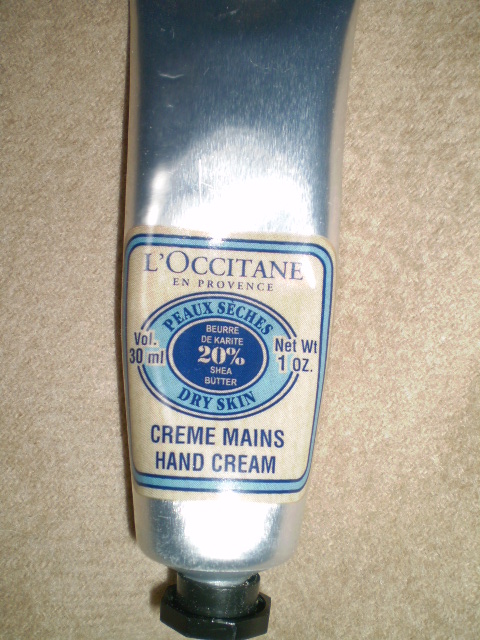 L'OCCITANE
EN PROVENCE
PEAUX SÈCHES
Vol.
30 ml
BEURRE
DE KARITE
20%
SHEA
BUTTER
Net Wt
1 oz.
DRY SKIN
CREME MAINS
HAND CREAM